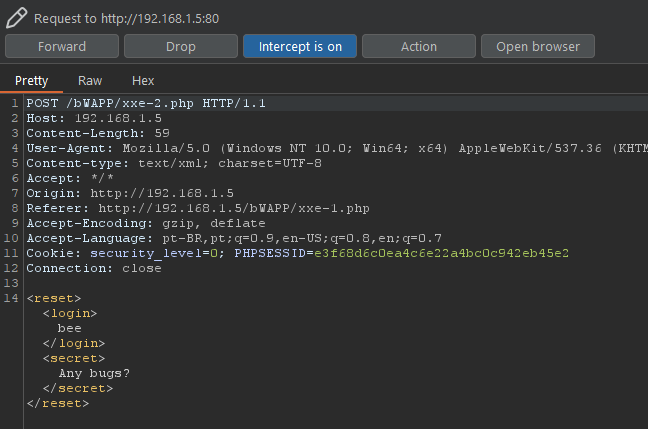 Request to http://192.168.1.5:80
Forward Drop Intercept is on Action Open browser
Pretty Raw Hex
1 POST /bWAPP/xxe-2.php HTTP/1.1
2 Host: 192.168.1.5
3 Content-Length: 59
4 User-Agent: Mozilla/5.0 (Windows NT 10.0; Win64; x64) AppleWebKit/537.36 (KHTM
5 Content-type: text/xml; charset=UTF-8
6 Accept: */*
7 Origin: http://192.168.1.5
8 Referer: http://192.168.1.5/bWAPP/xxe-1.php
9 Accept-Encoding: gzip, deflate
10 Accept-Language: pt-BR,pt;q=0.9,en-US;q=0.8,en;q=0.7
11 Cookie: security_level=0; PHPSESSID=e3f68d6c0ea4c6e22a4bc0c942eb45e2
12 Connection: close
13
14 <reset>
<login>
bee
</login>
<secret>
Any bugs?
</secret>
</reset>